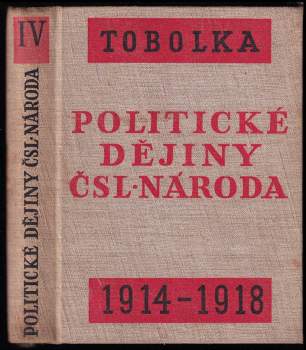 IV
POLITICKÉ DĚJINY ČSL·NÁRODA
TOBOLKA
POLITICKÉ
DĚJINY
ČSL·NÁRODA
1914-1918